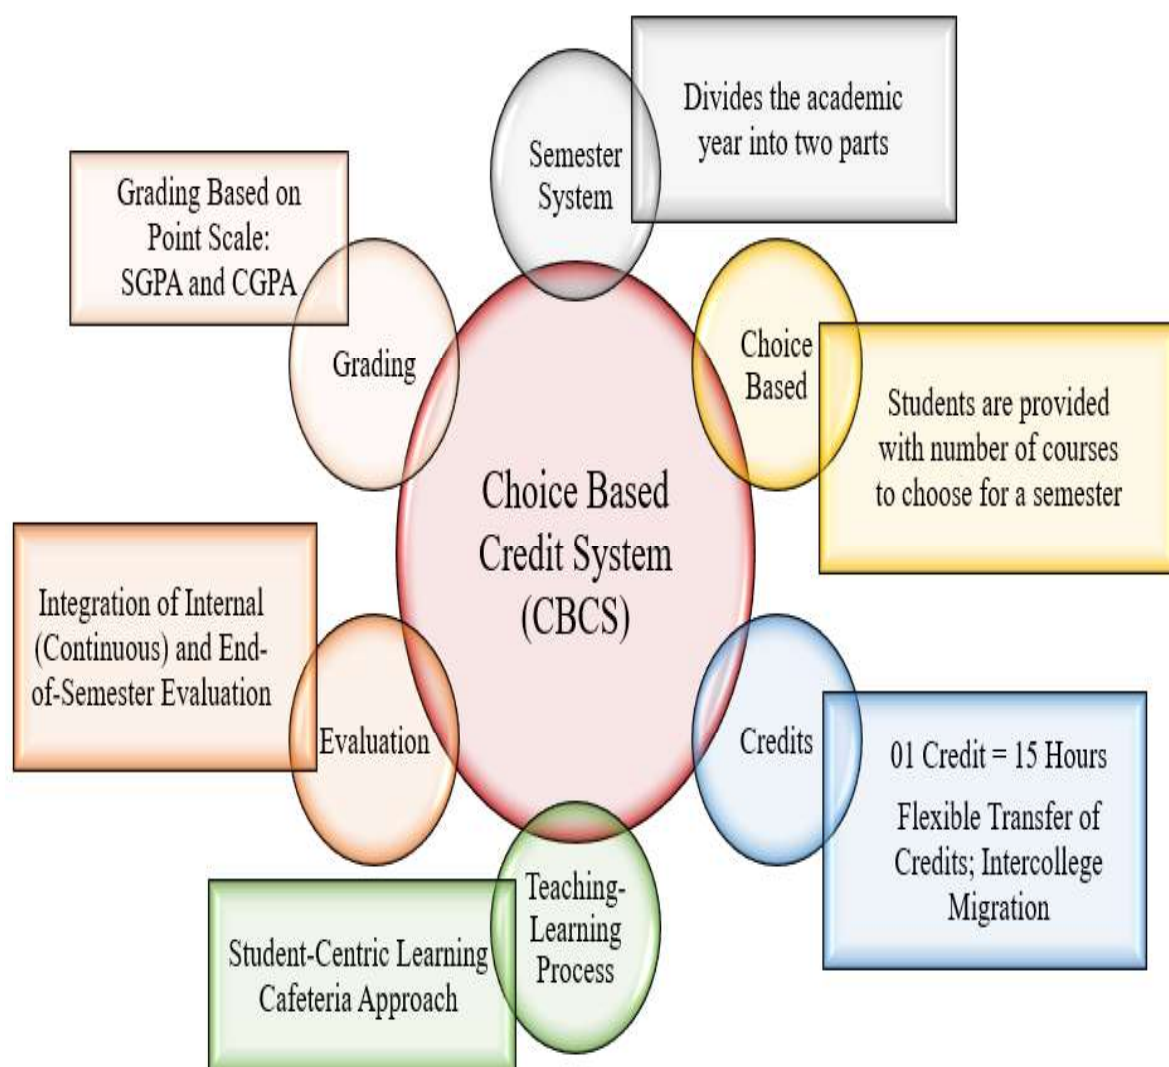 Divides the academic
year into two parts
Semester
System
Grading Based on
Point Scale:
SGPA and CGPA
Grading
Choice
Based
Students are provided
with number of courses
to choose for a semester
Choice Based
Credit System
(CBCS)
Integration of Internal
(Continuous) and End-
of-Semester Evaluation
Evaluation
Credits
01 Credit = 15 Hours
Flexible Transfer of
Credits; Intercollege
Migration
Teaching-
Learning
Process
Student-Centric Learning
Cafeteria Approach